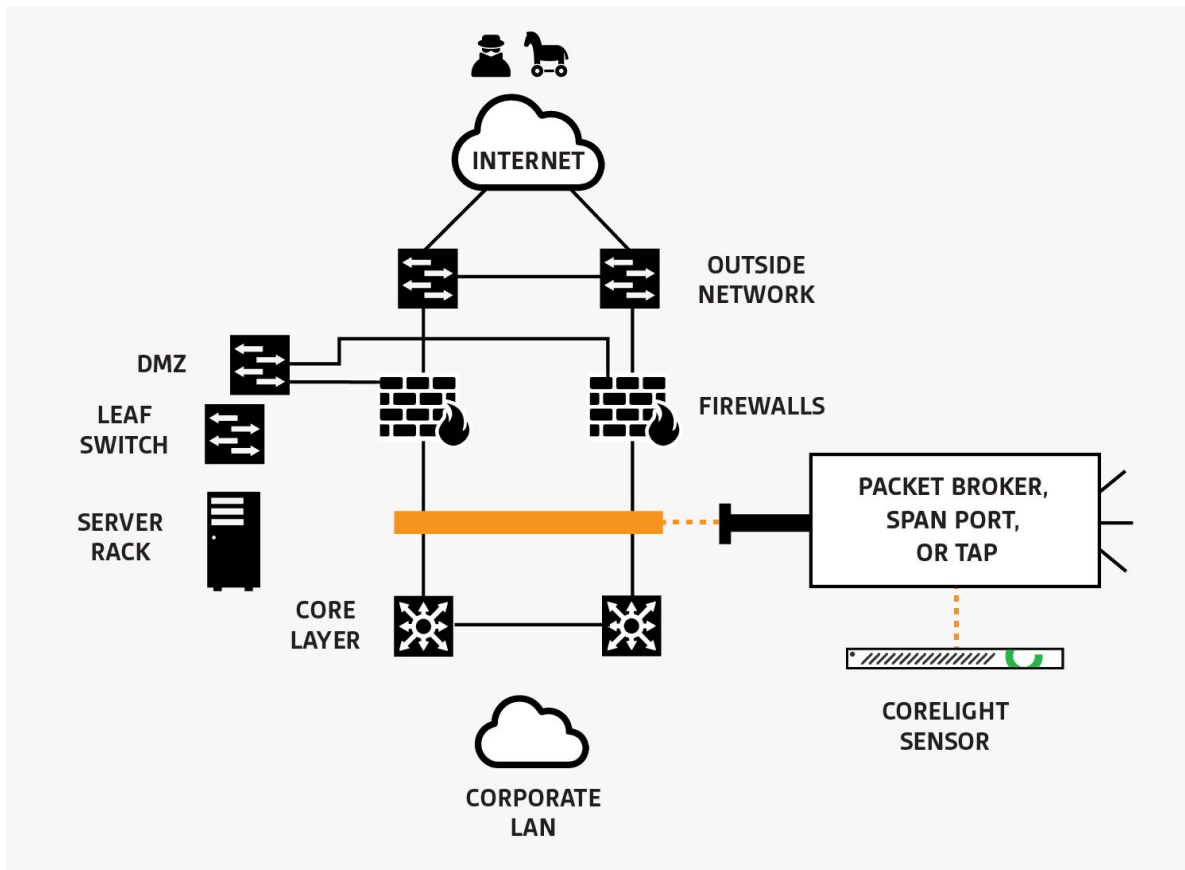 INTERNET
OUTSIDE
NETWORK
DMZ
LEAF
SWITCH
FIREWALLS
SERVER
RACK
PACKET BROKER,
SPAN PORT,
OR TAP
CORE
LAYER
CORELIGHT
SENSOR
CORPORATE
LAN